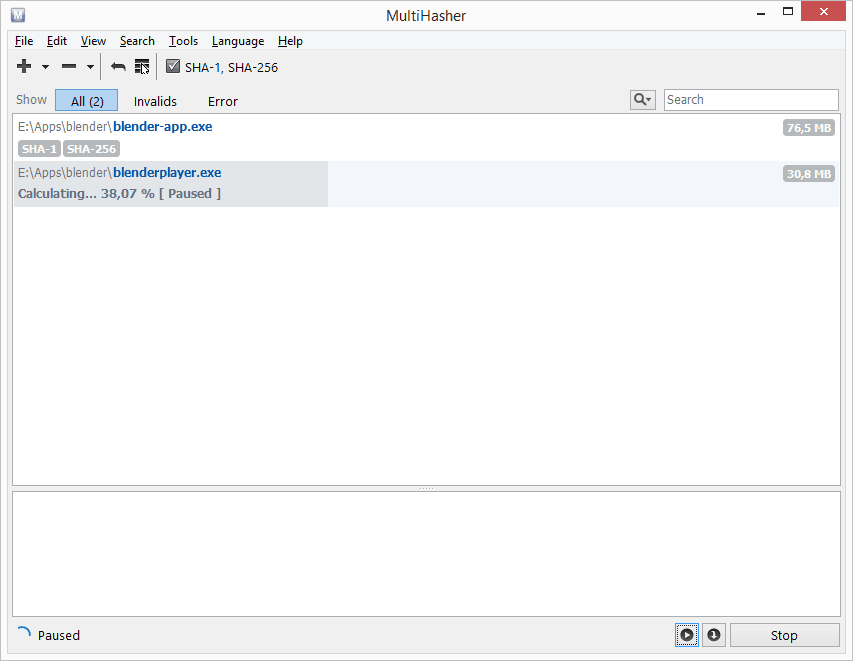 MultiHasher
File Edit View Search Tools Language Help
SHA-1, SHA-256
Show All (2) Invalids Error Search
E:\Apps\blender\blender-app.exe 76,5 MB
SHA-1 SHA-256
E:\Apps\blender\blenderplayer.exe 30,8 MB
Calculating... 38,07 % [ Paused ]
Paused Stop